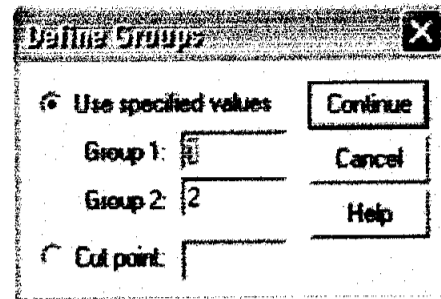 Define Groups
Use specified values
Continue
Group 1:
Cancel
Group 2: 2
Help
Cut point: